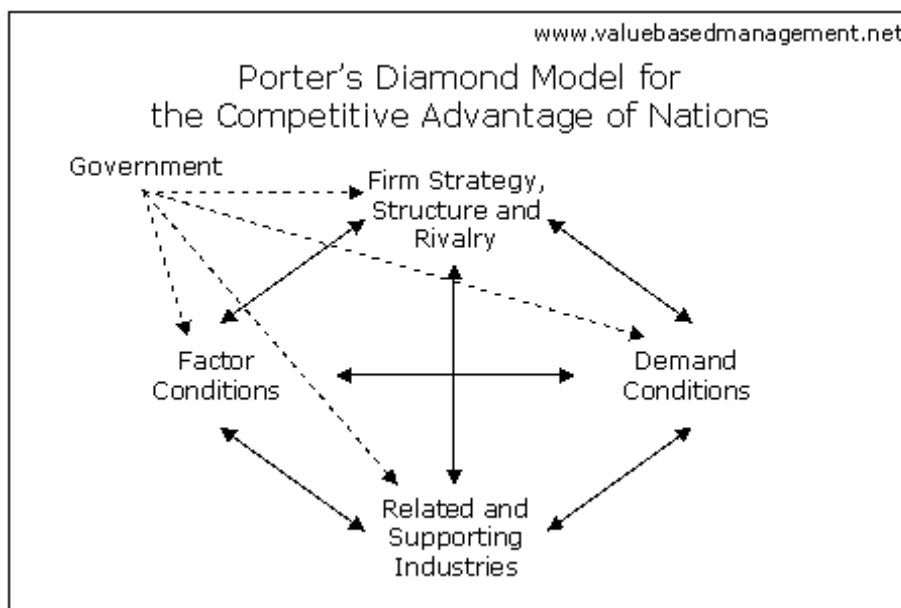 www.valuebasedmanagement.net
Porter's Diamond Model for
the Competitive Advantage of Nations
Government
Firm Strategy,
Structure and
Rivalry
Factor
Conditions
Demand
Conditions
Related and
Supporting
Industries